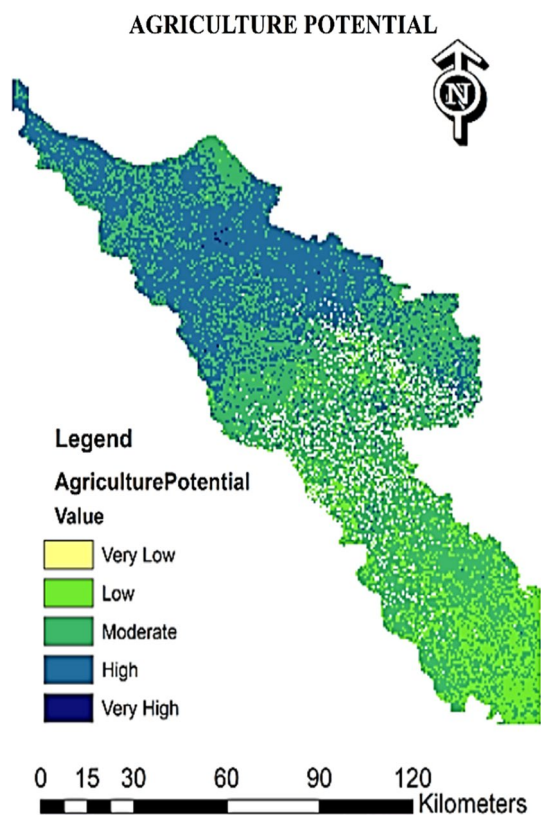 AGRICULTURE POTENTIAL
N
Legend
AgriculturePotential
Value
Very Low
Low
Moderate
High
Very High
0 15 30 60 90 120
Kilometers